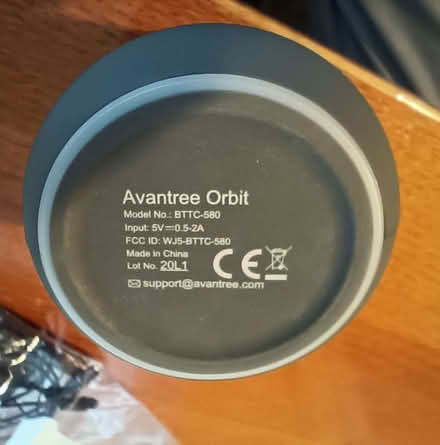 Avantree Orbit
Model No.: BTTC-580
Input: 5V⎓0.5-2A
FCC ID: WJ5-BTTC-580
Made in China
Lot No. 20L1
CE
support@avantree.com